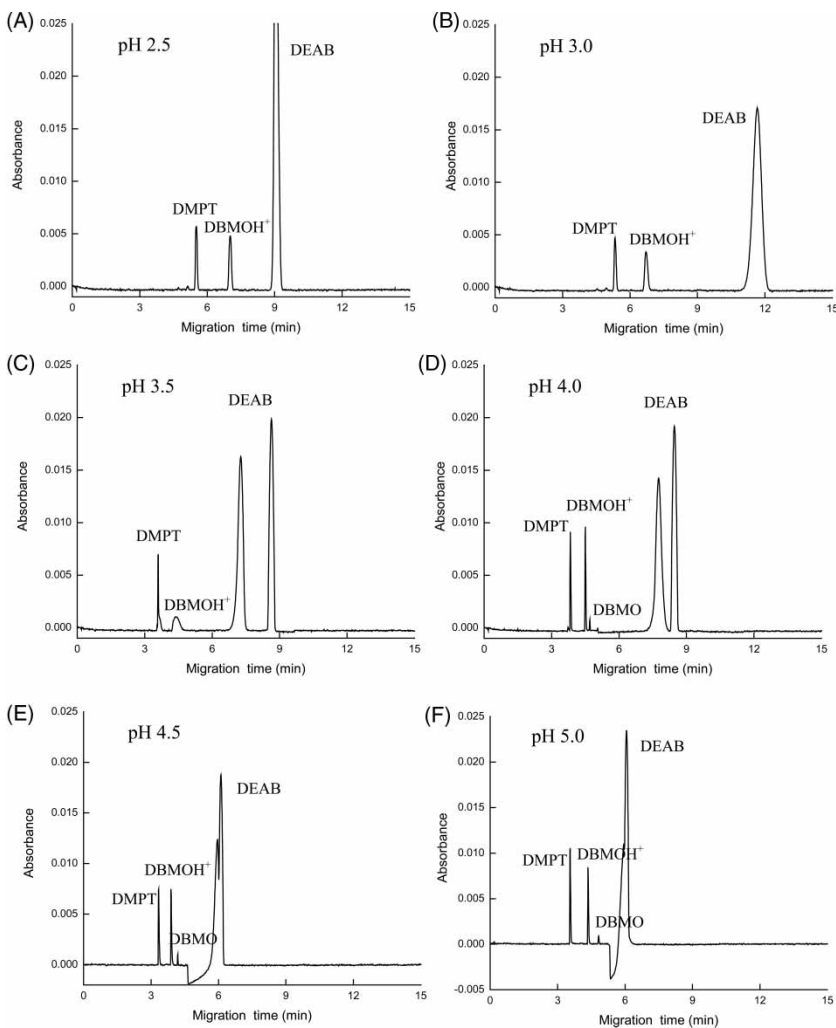 (A)
0.025
0.020
0.015
0.010
0.005
0.000
Absorbance
pH 2.5
DEAB
DMPT
DBMOH+
0 3 6 9 12 15
Migration time (min)
(B)
0.025
0.020
0.015
0.010
0.005
0.000
Absorbance
pH 3.0
DEAB
DMPT
DBMOH+
0 3 6 9 12 15
Migration time (min)
(C)
0.025
0.020
0.015
0.010
0.005
0.000
Absorbance
pH 3.5
DEAB
DMPT
DBMOH+
0 3 6 9 12 15
Migration time (min)
(D)
0.025
0.020
0.015
0.010
0.005
0.000
Absorbance
pH 4.0
DEAB
DBMOH+
DMPT
DBMO
0 3 6 9 12 15
Migration time (min)
(E)
0.025
0.020
0.015
0.010
0.005
0.000
Absorbance
pH 4.5
DEAB
DBMOH+
DMPT
DBMO
0 3 6 9 12 15
Migration time (min)
(F)
0.025
0.020
0.015
0.010
0.005
0.000
-0.005
Absorbance
pH 5.0
DEAB
DMPT
DBMOH+
DBMO
0 3 6 9 12 15
Migration time (min)